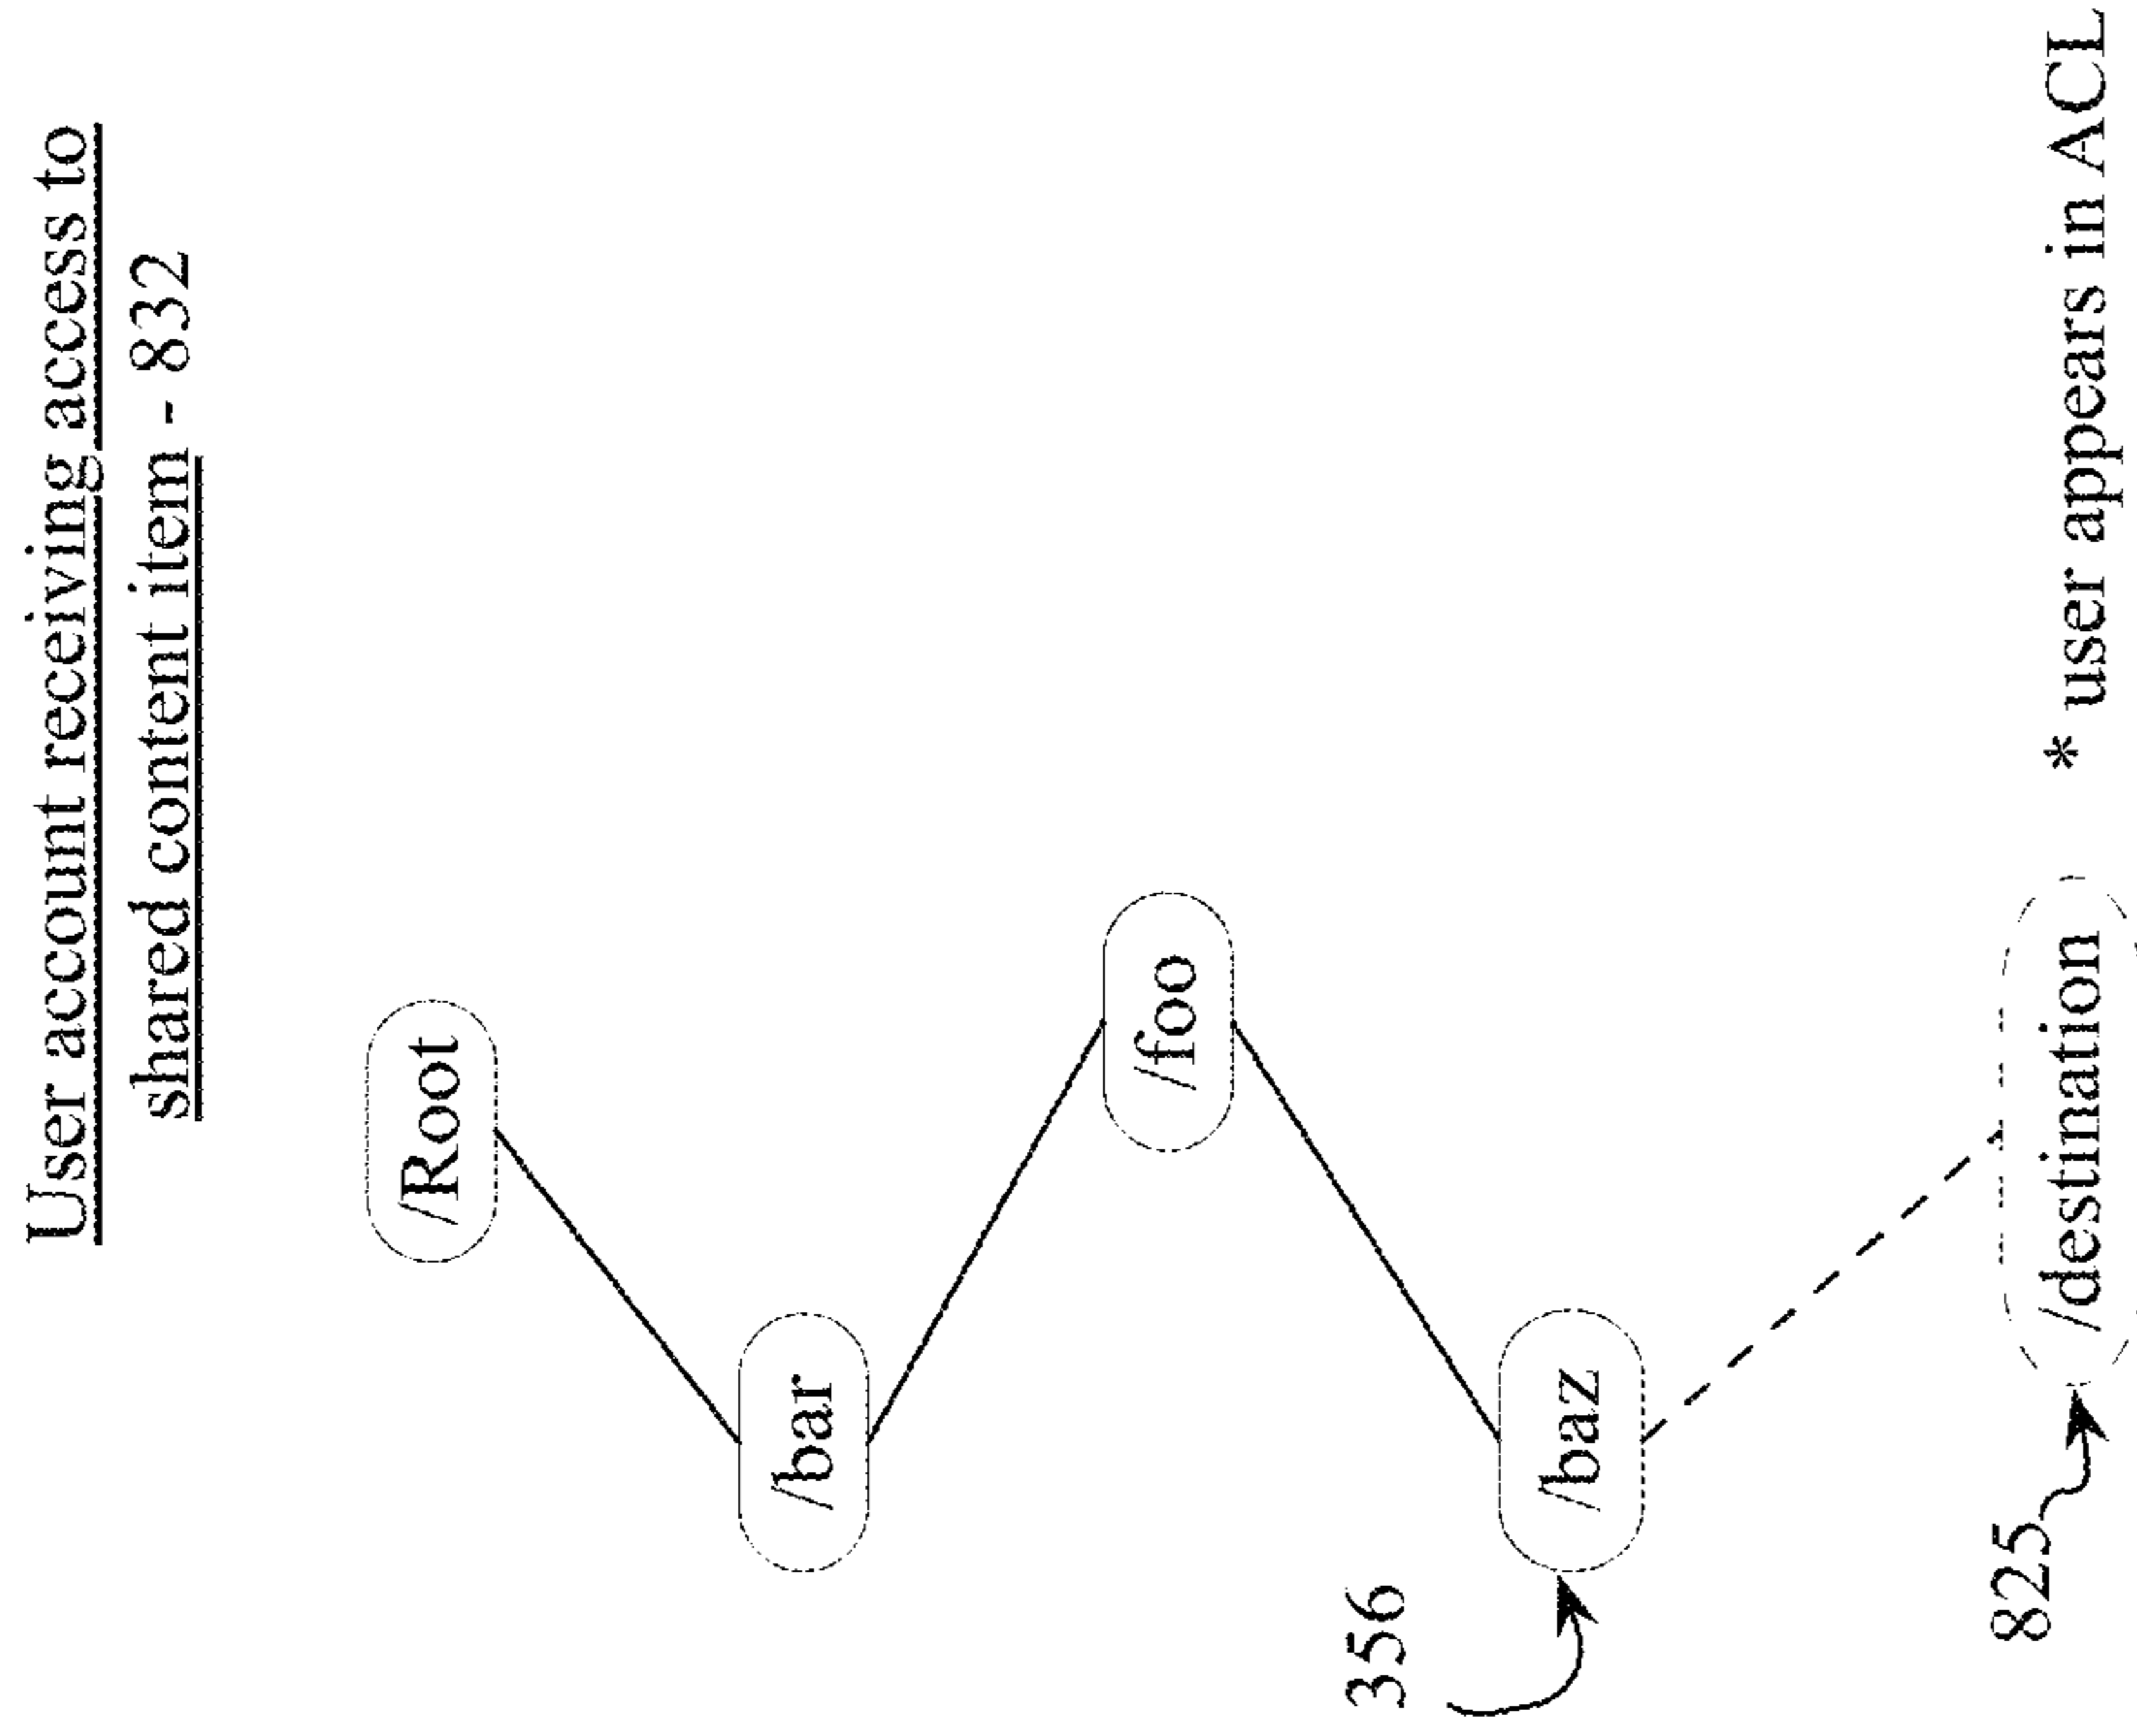 User account receiving access to
shared content item - 832
/Root
/bar
/foo
356
/baz
825
/destination
* user appears in ACL